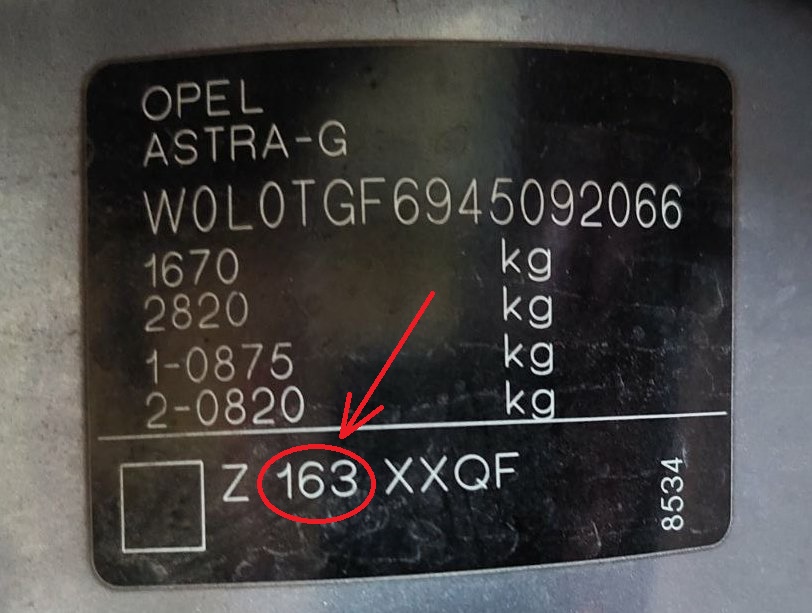 OPEL
ASTRA-G
W0L0TGF6945092066
1670 kg
2820 kg
1-0875 kg
2-0820 kg
Z 163 XXQF
8534